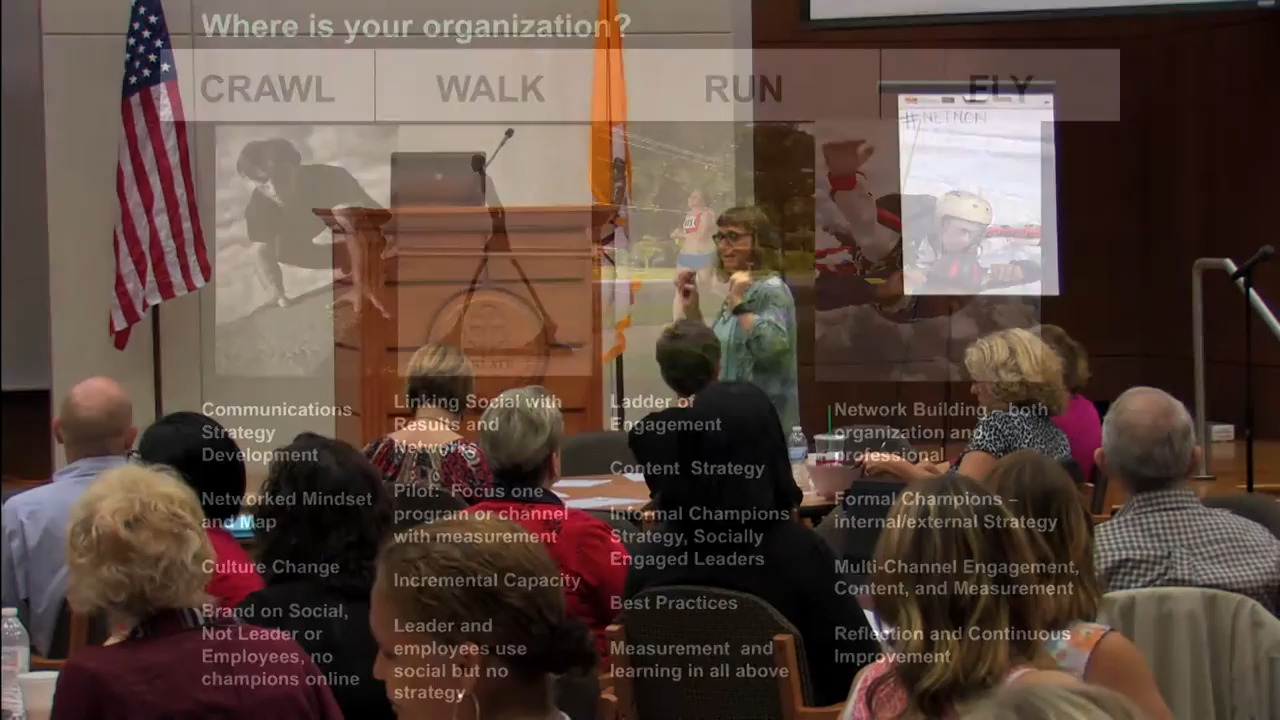 Where is your organization?
CRAWL
WALK
RUN
FLY
#NETNON
Communications
Strategy
Development
Networked Mindset
and Map
Culture Change
Brand on Social,
Not Leader or
Employees, no
champions online
Linking Social with
Results and
Networks
Pilot: Focus one
program or channel
with measurement
Incremental Capacity
Leader and
employees use
social but no
strategy
Ladder of
Engagement
Content Strategy
Informal Champions
Strategy, Socially
Engaged Leaders
Best Practices
Measurement and
learning in all above
Network Building – both
organization and
professional
Formal Champions –
internal/external Strategy
Multi-Channel Engagement,
Content, and Measurement
Reflection and Continuous
Improvement